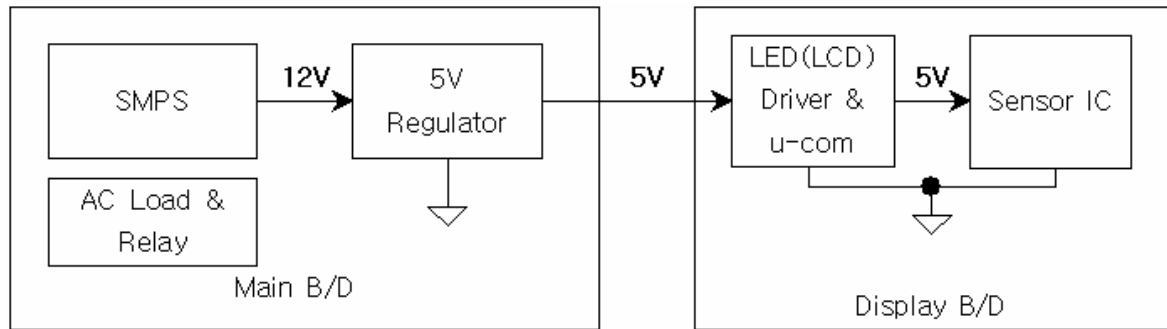 SMPS
12V
5V
Regulator
5V
LED(LCD)
Driver &
u-com
5V
Sensor IC
AC Load &
Relay
Main B/D
Display B/D